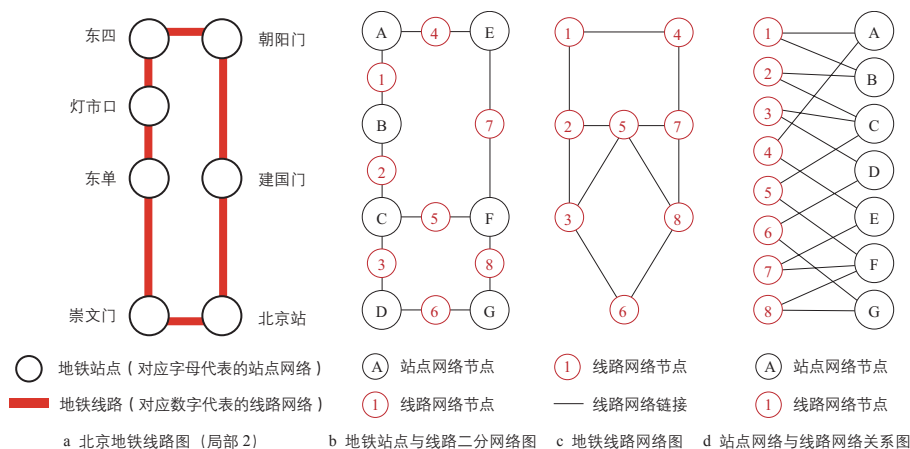 东四
朝阳门
灯市口
东单
建国门
崇文门
北京站
地铁站点（对应字母代表的站点网络）
地铁线路（对应数字代表的线路网络）
a 北京地铁线路图（局部 2）
A 4 E
1
B 7
2
C 5 F
3 8
D 6 G
A 站点网络节点
1 线路网络节点
b 地铁站点与线路二分网络图
1 4
2 5 7
3 8
6
1 线路网络节点
线路网络链接
c 地铁线路网络图
1 A
2 B
3 C
4 D
5 E
6 F
7 G
8
A 站点网络节点
1 线路网络节点
d 站点网络与线路网络关系图